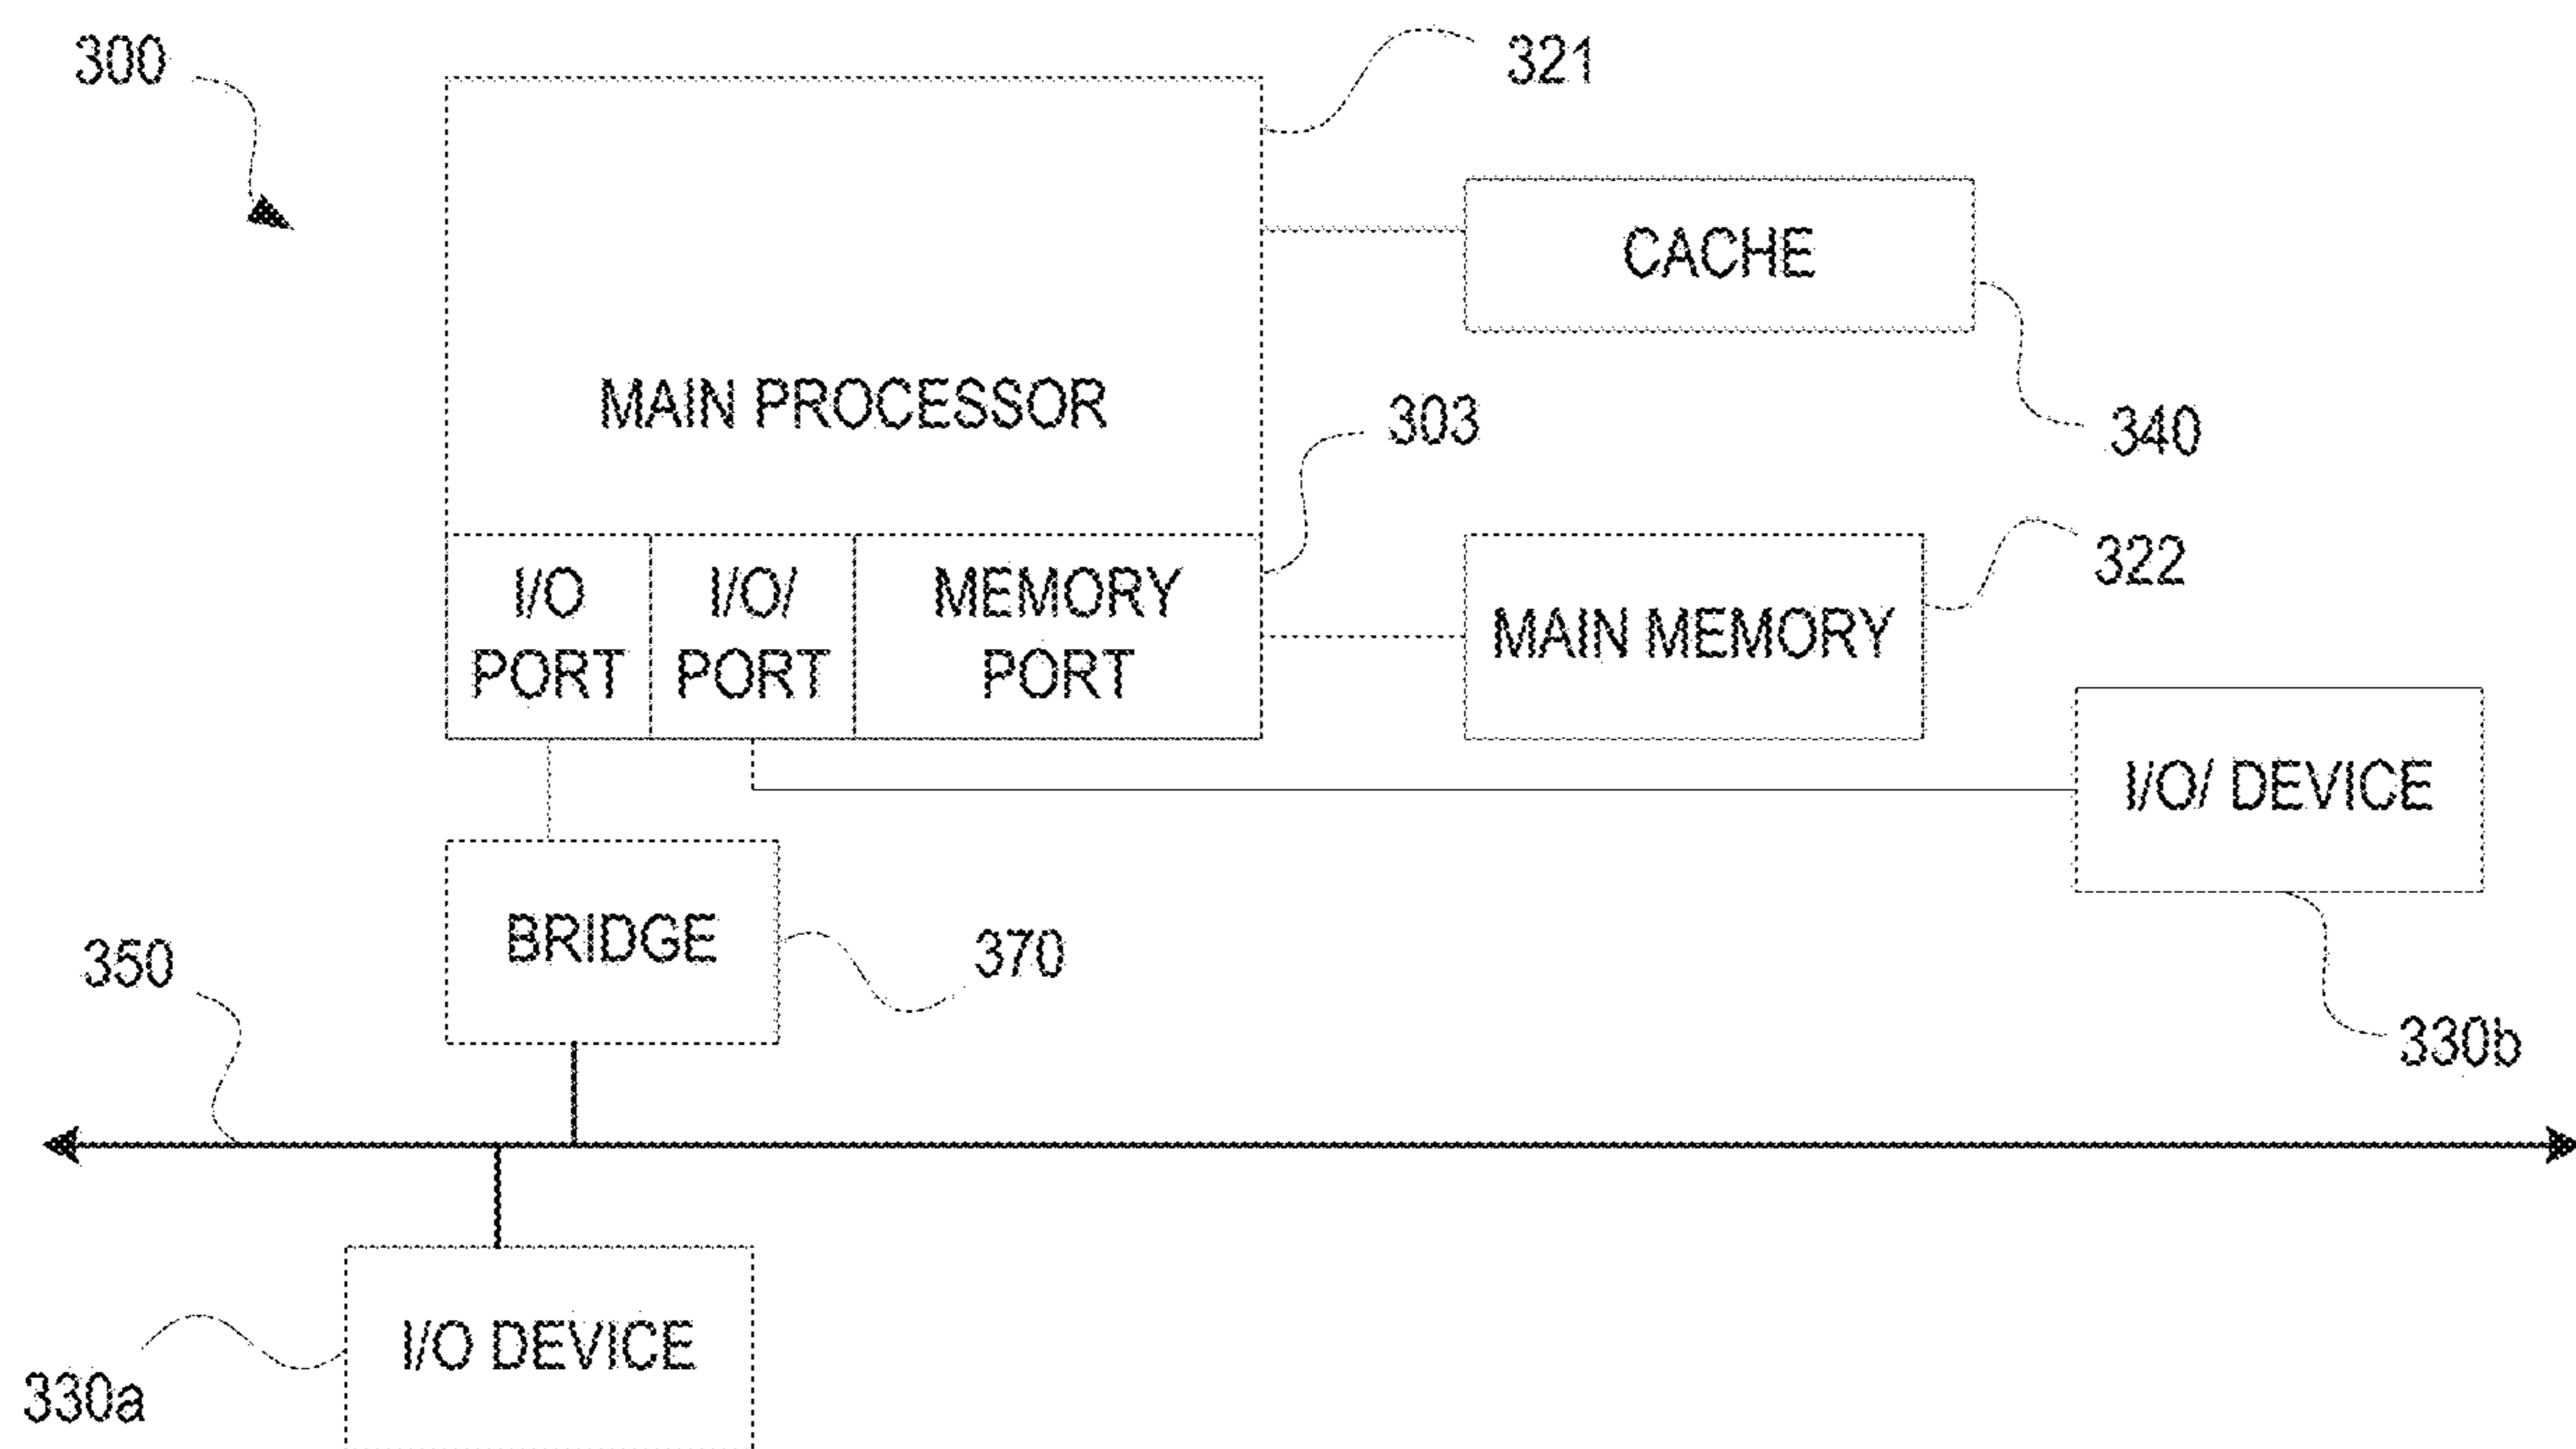 300
321
CACHE
MAIN PROCESSOR
303
340
322
I/O
PORT
I/O/
PORT
MEMORY
PORT
MAIN MEMORY
I/O/ DEVICE
BRIDGE
370
350
330b
I/O DEVICE
330a